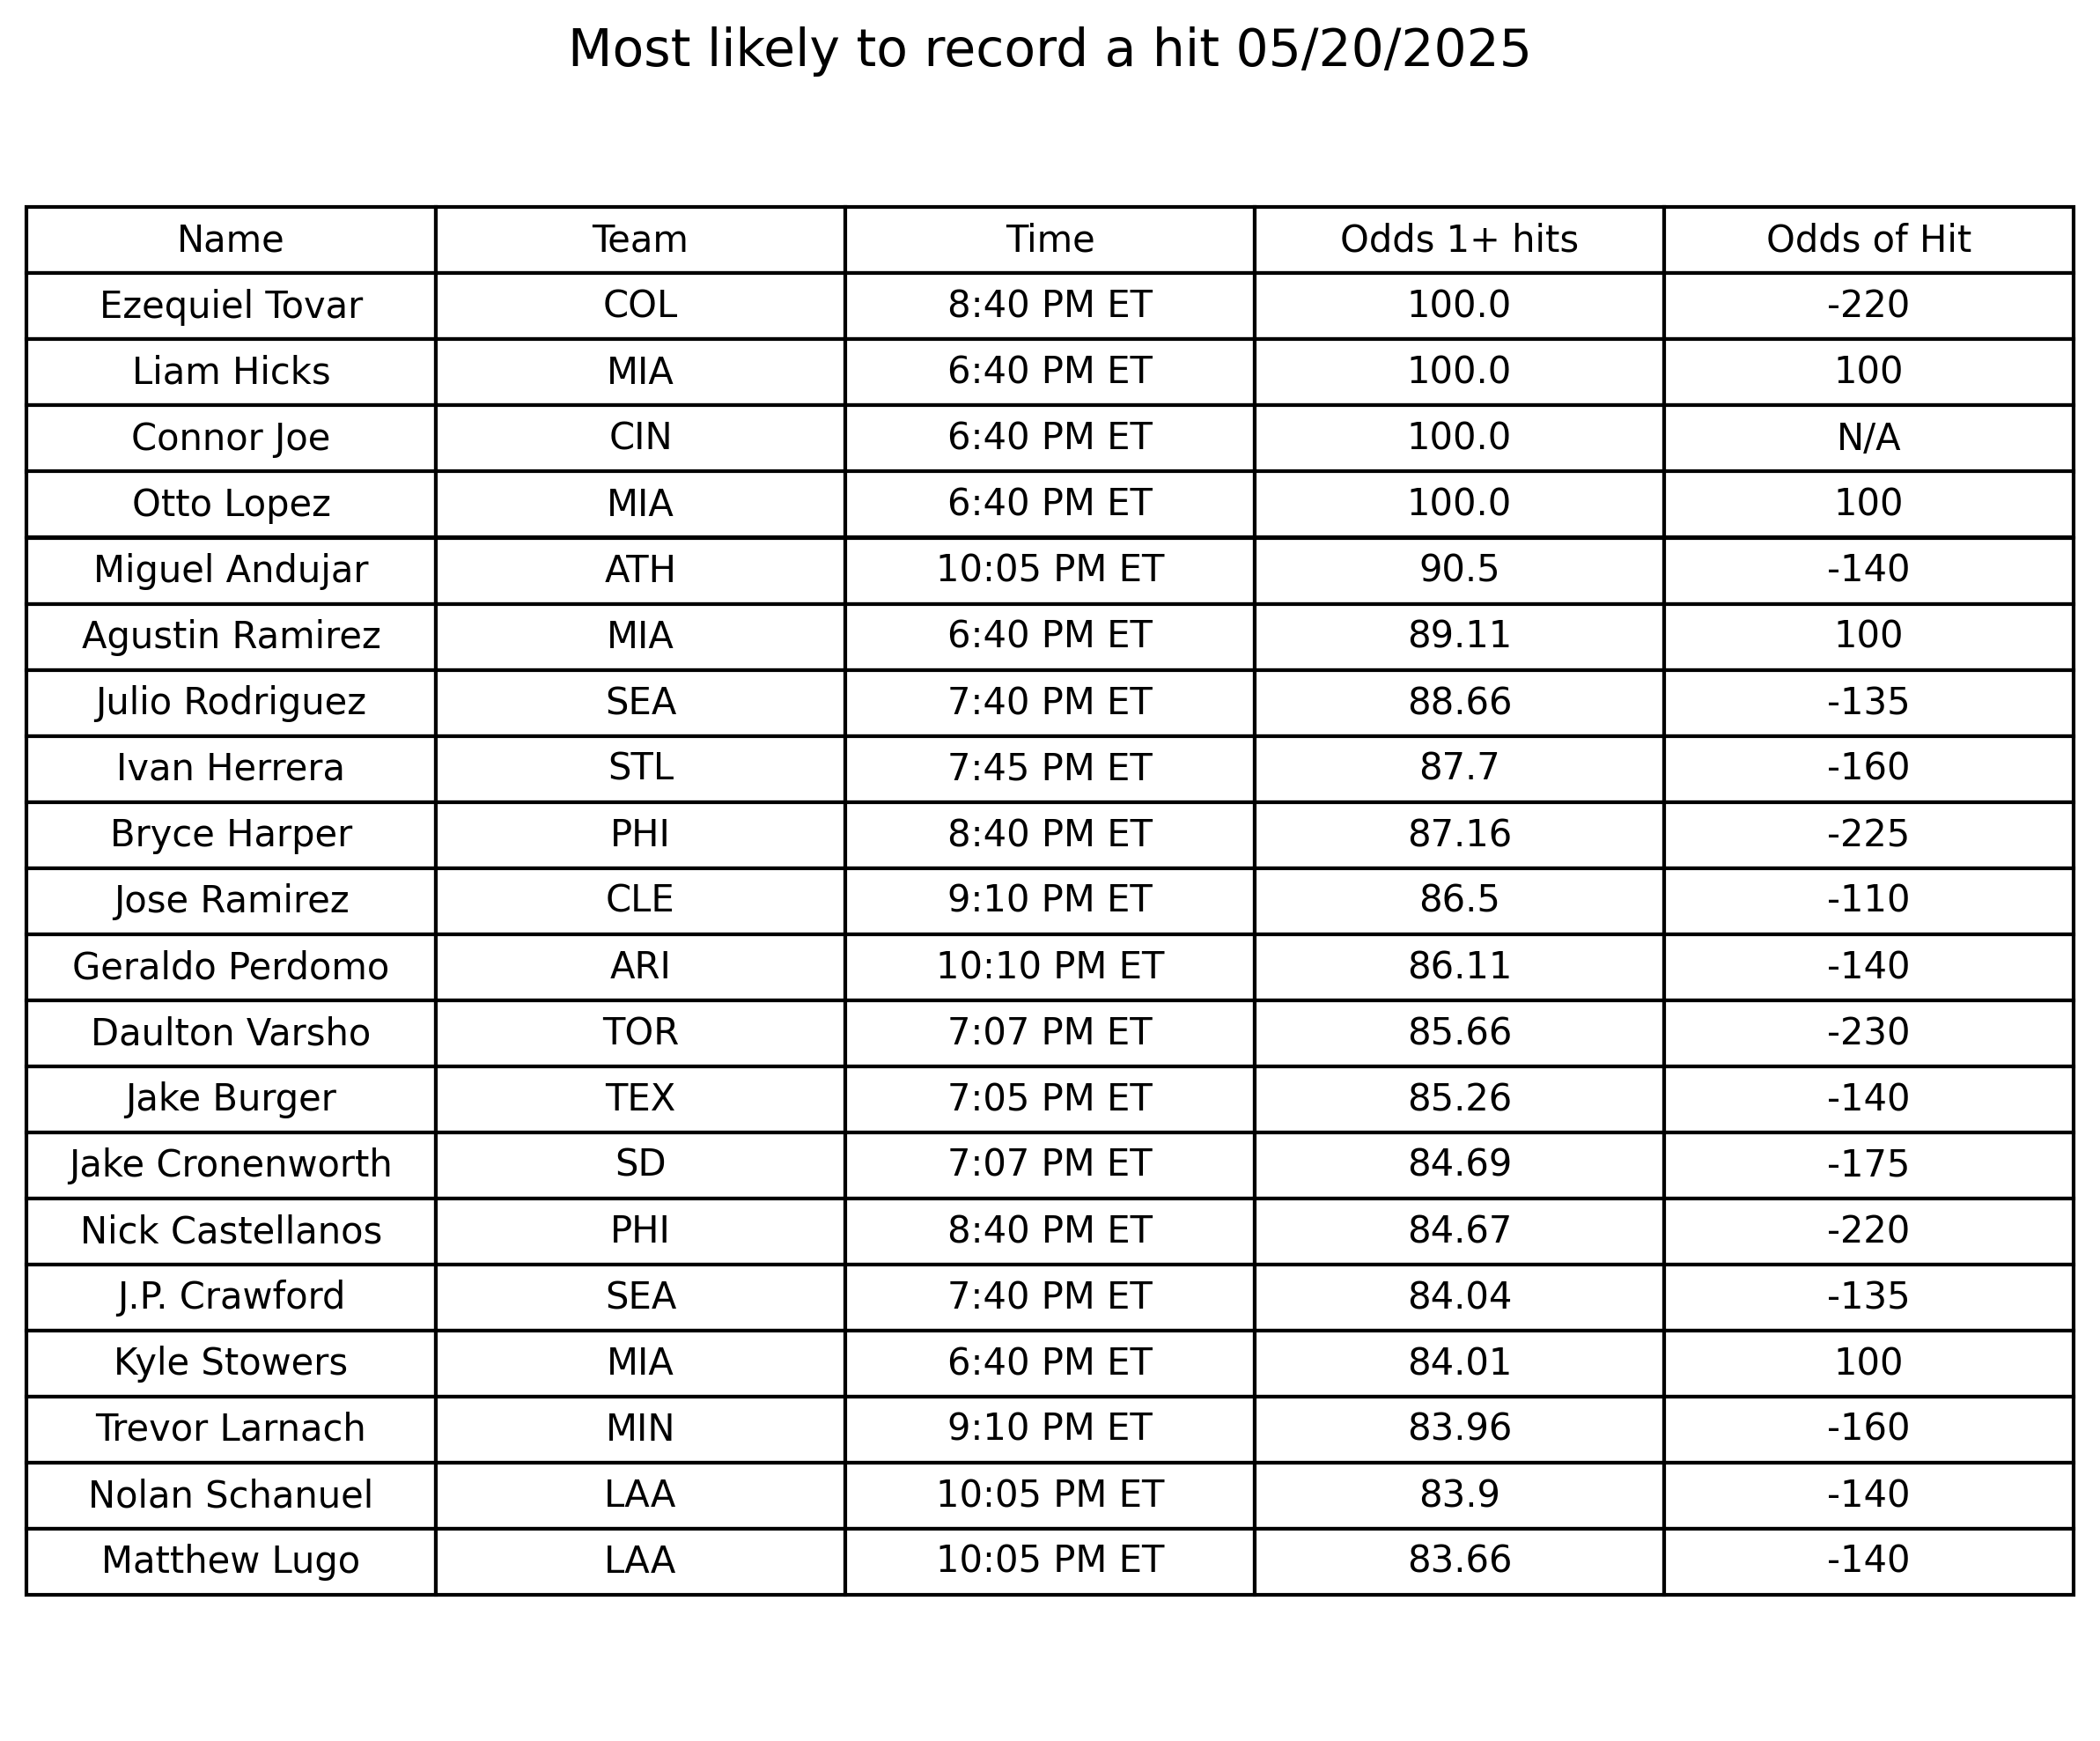 Most likely to record a hit 05/20/2025
Name Team Time Odds 1+ hits Odds of Hit
Ezequiel Tovar COL 8:40 PM ET 100.0 -220
Liam Hicks MIA 6:40 PM ET 100.0 100
Connor Joe CIN 6:40 PM ET 100.0 N/A
Otto Lopez MIA 6:40 PM ET 100.0 100
Miguel Andujar ATH 10:05 PM ET 90.5 -140
Agustin Ramirez MIA 6:40 PM ET 89.11 100
Julio Rodriguez SEA 7:40 PM ET 88.66 -135
Ivan Herrera STL 7:45 PM ET 87.7 -160
Bryce Harper PHI 8:40 PM ET 87.16 -225
Jose Ramirez CLE 9:10 PM ET 86.5 -110
Geraldo Perdomo ARI 10:10 PM ET 86.11 -140
Daulton Varsho TOR 7:07 PM ET 85.66 -230
Jake Burger TEX 7:05 PM ET 85.26 -140
Jake Cronenworth SD 7:07 PM ET 84.69 -175
Nick Castellanos PHI 8:40 PM ET 84.67 -220
J.P. Crawford SEA 7:40 PM ET 84.04 -135
Kyle Stowers MIA 6:40 PM ET 84.01 100
Trevor Larnach MIN 9:10 PM ET 83.96 -160
Nolan Schanuel LAA 10:05 PM ET 83.9 -140
Matthew Lugo LAA 10:05 PM ET 83.66 -140